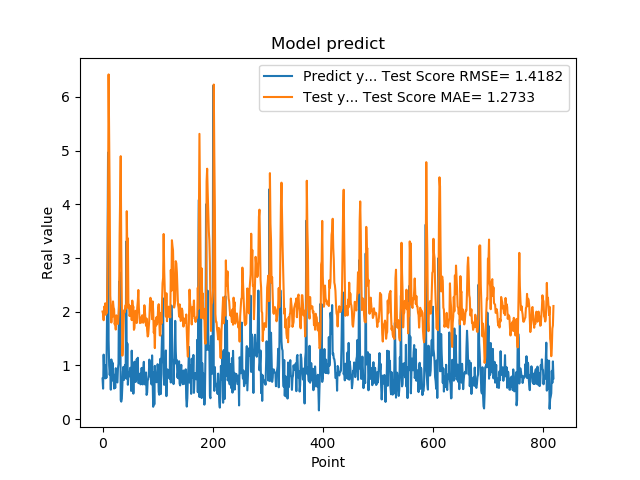 Model predict
Predict y... Test Score RMSE= 1.4182
Test y... Test Score MAE= 1.2733
6
5
4
3
2
1
0
Real value
0 200 400 600 800
Point